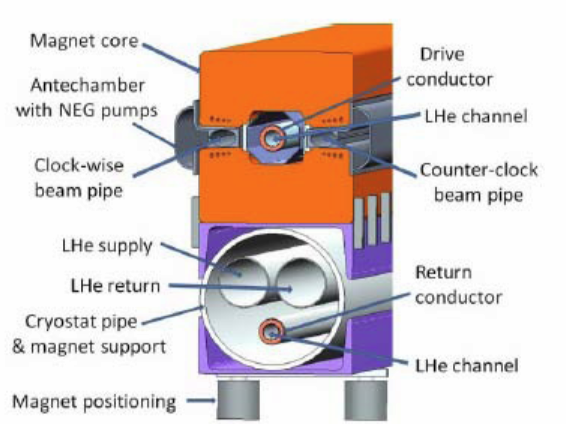 Magnet core
Drive
conductor
Antechamber
with NEG pumps
LHe channel
Clock-wise
beam pipe
Counter-clock
beam pipe
LHe supply
LHe return
Return
conductor
Cryostat pipe
& magnet support
LHe channel
Magnet positioning